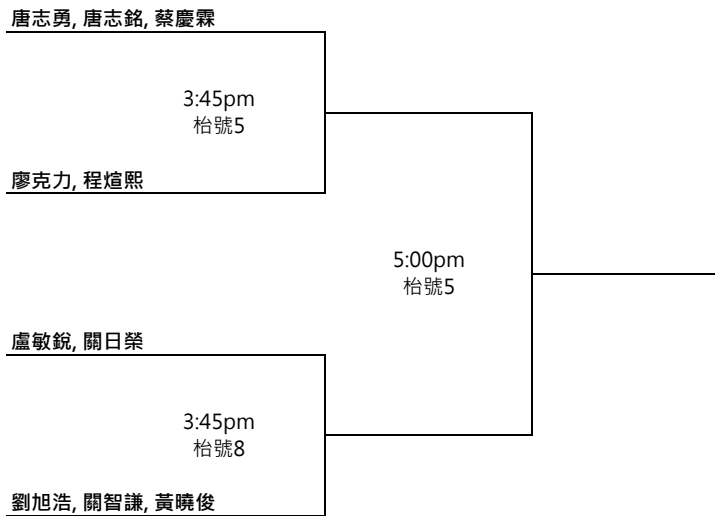 唐志勇, 唐志銘, 蔡慶霖
3:45pm
枱號5
廖克力, 程煊熙
5:00pm
枱號5
盧敏銳, 關日榮
3:45pm
枱號8
劉旭浩, 關智謙, 黃曉俊